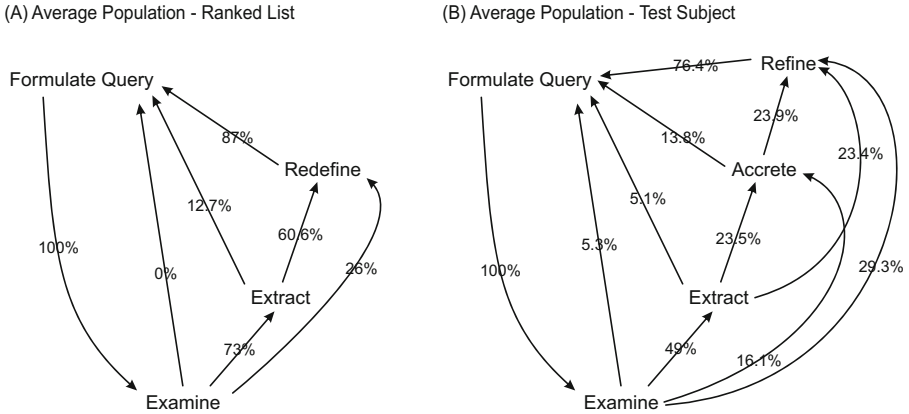 (A) Average Population - Ranked List
Formulate Query
87%
Redefine
12.7%
60.6%
100%
0%
26%
Extract
73%
Examine
(B) Average Population - Test Subject
76.4%
Refine
Formulate Query
23.9%
13.8%
23.4%
Accrete
5.1%
23.5%
5.3%
100%
29.3%
Extract
49%
16.1%
Examine